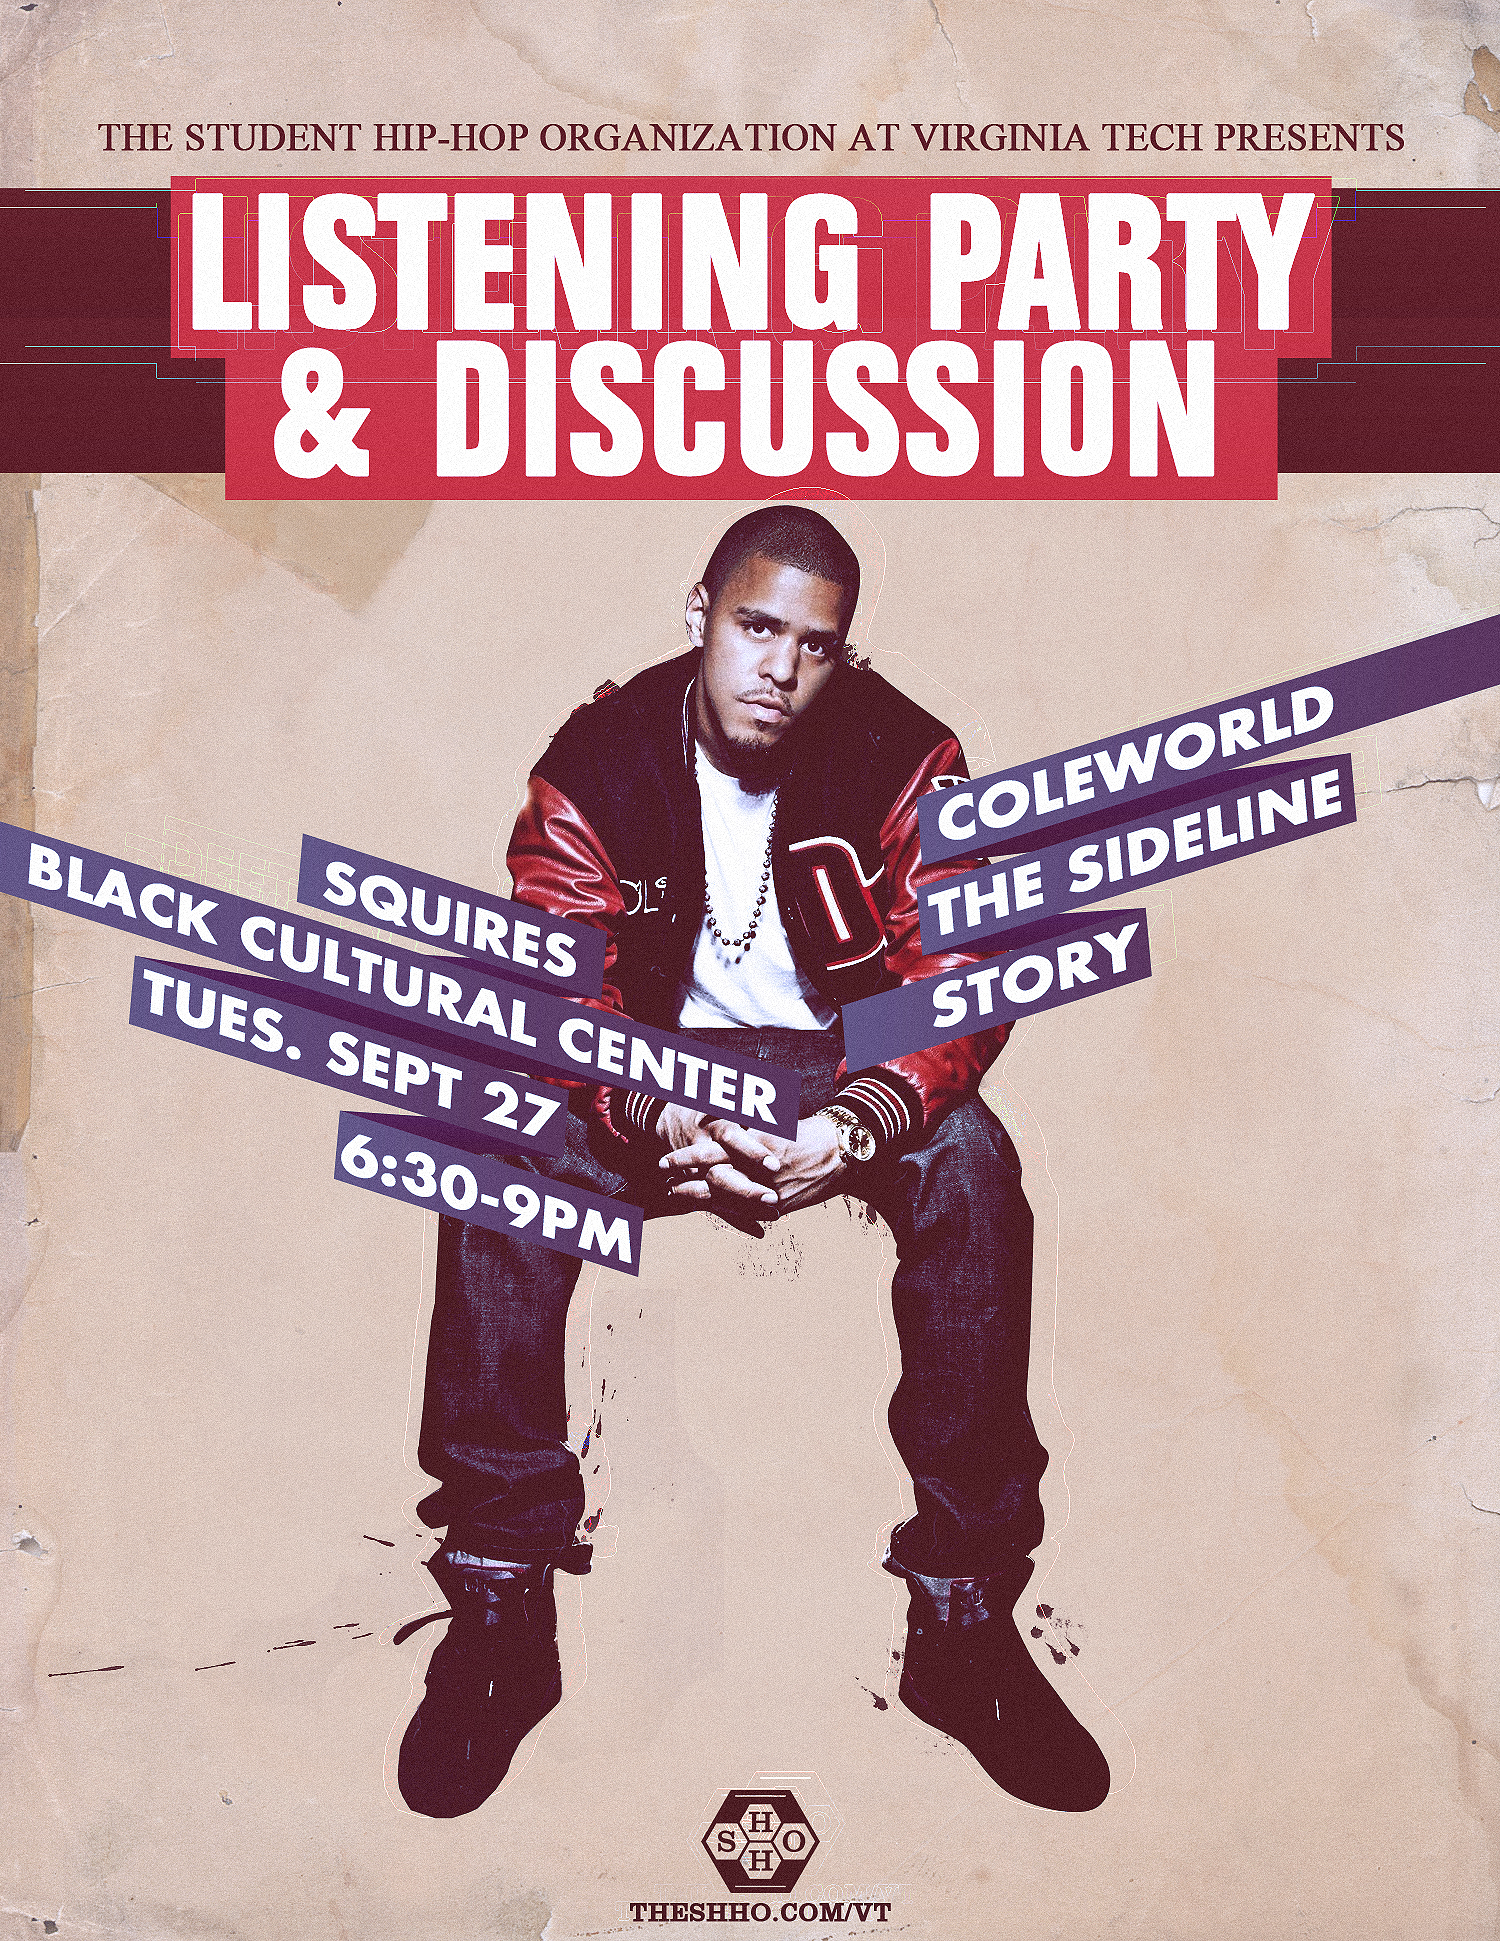 THE STUDENT HIP-HOP ORGANIZATION AT VIRGINIA TECH PRESENTS
LISTENING PARTY
& DISCUSSION
COLEWORLD
THE SIDELINE
STORY
SQUIRES
BLACK CULTURAL CENTER
TUES. SEPT 27
6:30-9PM
D
H
S O
H
THESHHO.COM/VT